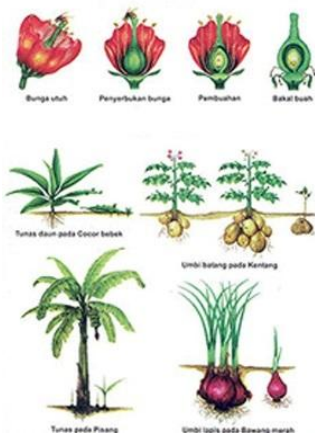 Bunga utuh
Penyerbukan bunga
Pembuahan
Bakal buah
Tunas daun pada Cocor bebek
Umbi batang pada Kentang
Tunas pada Pisang
Umbi lapis pada Bawang merah